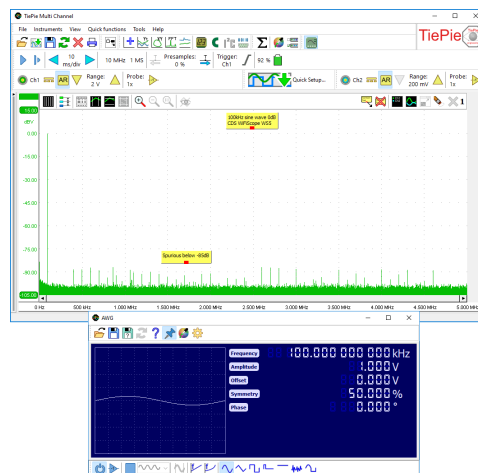 TiePie Multi Channel
File Instruments View Quick functions Tools Help
TiePie
10
ms/div
10 MHz 1 MS
Presamples:
0 %
Trigger:
Ch1
92 %
Ch1 AR Range:
2 V
Probe:
1x
Quick Setup...
Ch2 AR Range:
200 mV
Probe:
1x
1
15.00
dBV
0.00
-15.00
-30.00
-45.00
-60.00
-75.00
-90.00
-105.00
100kHz sine wave 0dB
CDS WiFiScope WS5
Spurious below -85dB
0 Hz 500 kHz 1.000 MHz 1.500 MHz 2.000 MHz 2.500 MHz 3.000 MHz 3.500 MHz 4.000 MHz 4.500 MHz 5.000 MHz
AWG
Frequency 100.000 000 000 kHz
Amplitude 1.000 V
Offset 0.000 V
Symmetry 50.000 %
Phase 0.000 °